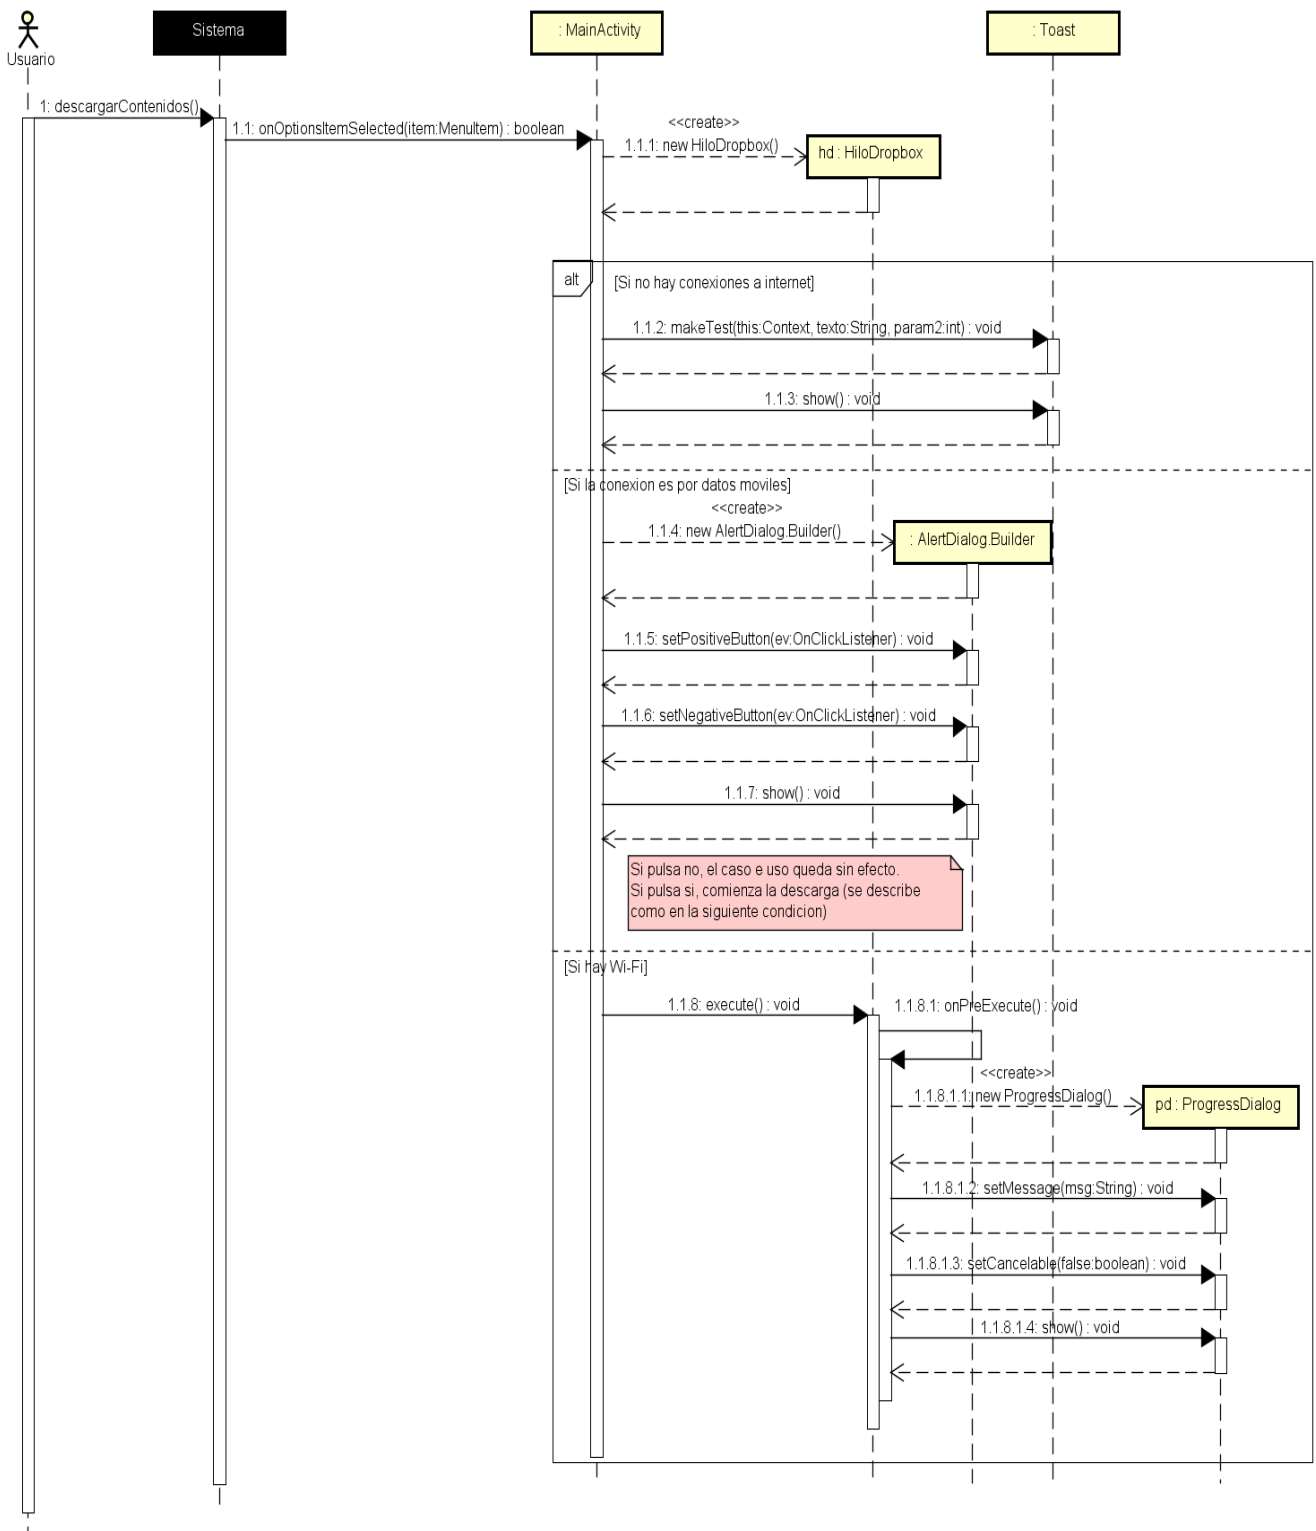 Usuario
Sistema
: MainActivity
: Toast
1: descargarContenidos()
1.1: onOptionsItemSelected(item:MenuItem) : boolean
<<create>>
1.1.1: new HiloDropbox()
hd : HiloDropbox
alt
[Si no hay conexiones a internet]
1.1.2: makeTest(this:Context, texto:String, param2:int) : void
1.1.3: show() : void
[Si la conexion es por datos moviles]
<<create>>
1.1.4: new AlertDialog.Builder()
: AlertDialog.Builder
1.1.5: setPositiveButton(ev:OnClickListener) : void
1.1.6: setNegativeButton(ev:OnClickListener) : void
1.1.7: show() : void
Si pulsa no, el caso e uso queda sin efecto.
Si pulsa si, comienza la descarga (se describe
como en la siguiente condicion)
[Si hay Wi-Fi]
1.1.8: execute() : void
1.1.8.1: onPreExecute() : void
<<create>>
1.1.8.1.1: new ProgressDialog()
pd : ProgressDialog
1.1.8.1.2: setMessage(msg:String) : void
1.1.8.1.3: setCancelable(false:boolean) : void
1.1.8.1.4: show() : void